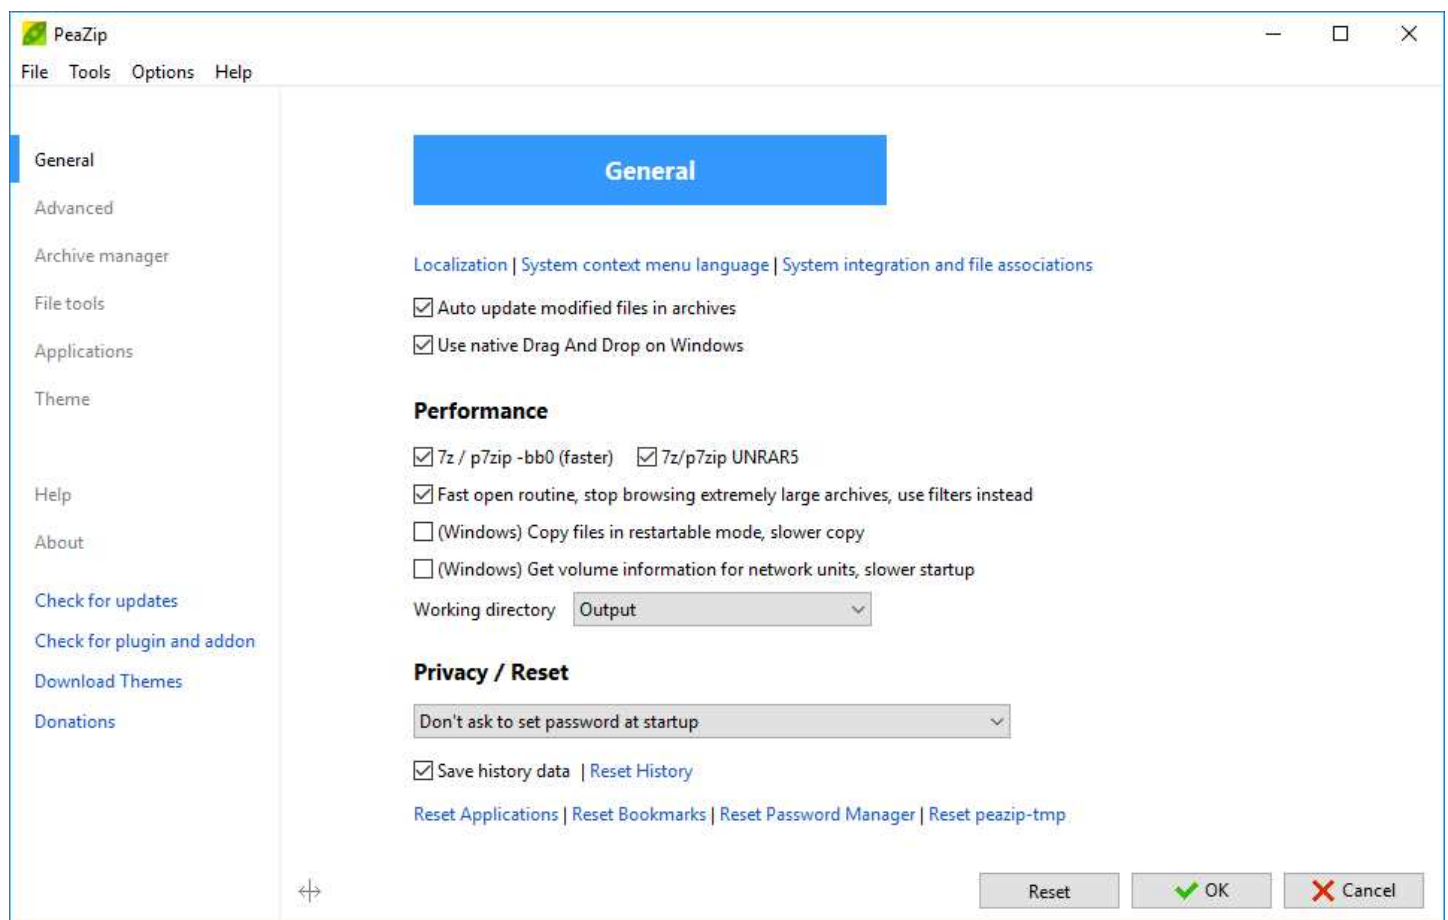 PeaZip
File Tools Options Help
General
Advanced
Archive manager
File tools
Applications
Theme
Help
About
Check for updates
Check for plugin and addon
Download Themes
Donations
General
Localization | System context menu language | System integration and file associations
Auto update modified files in archives
Use native Drag And Drop on Windows
Performance
7z / p7zip -bb0 (faster) 7z/p7zip UNRAR5
Fast open routine, stop browsing extremely large archives, use filters instead
(Windows) Copy files in restartable mode, slower copy
(Windows) Get volume information for network units, slower startup
Working directory Output
Privacy / Reset
Don't ask to set password at startup
Save history data | Reset History
Reset Applications | Reset Bookmarks | Reset Password Manager | Reset peazip-tmp
Reset OK Cancel